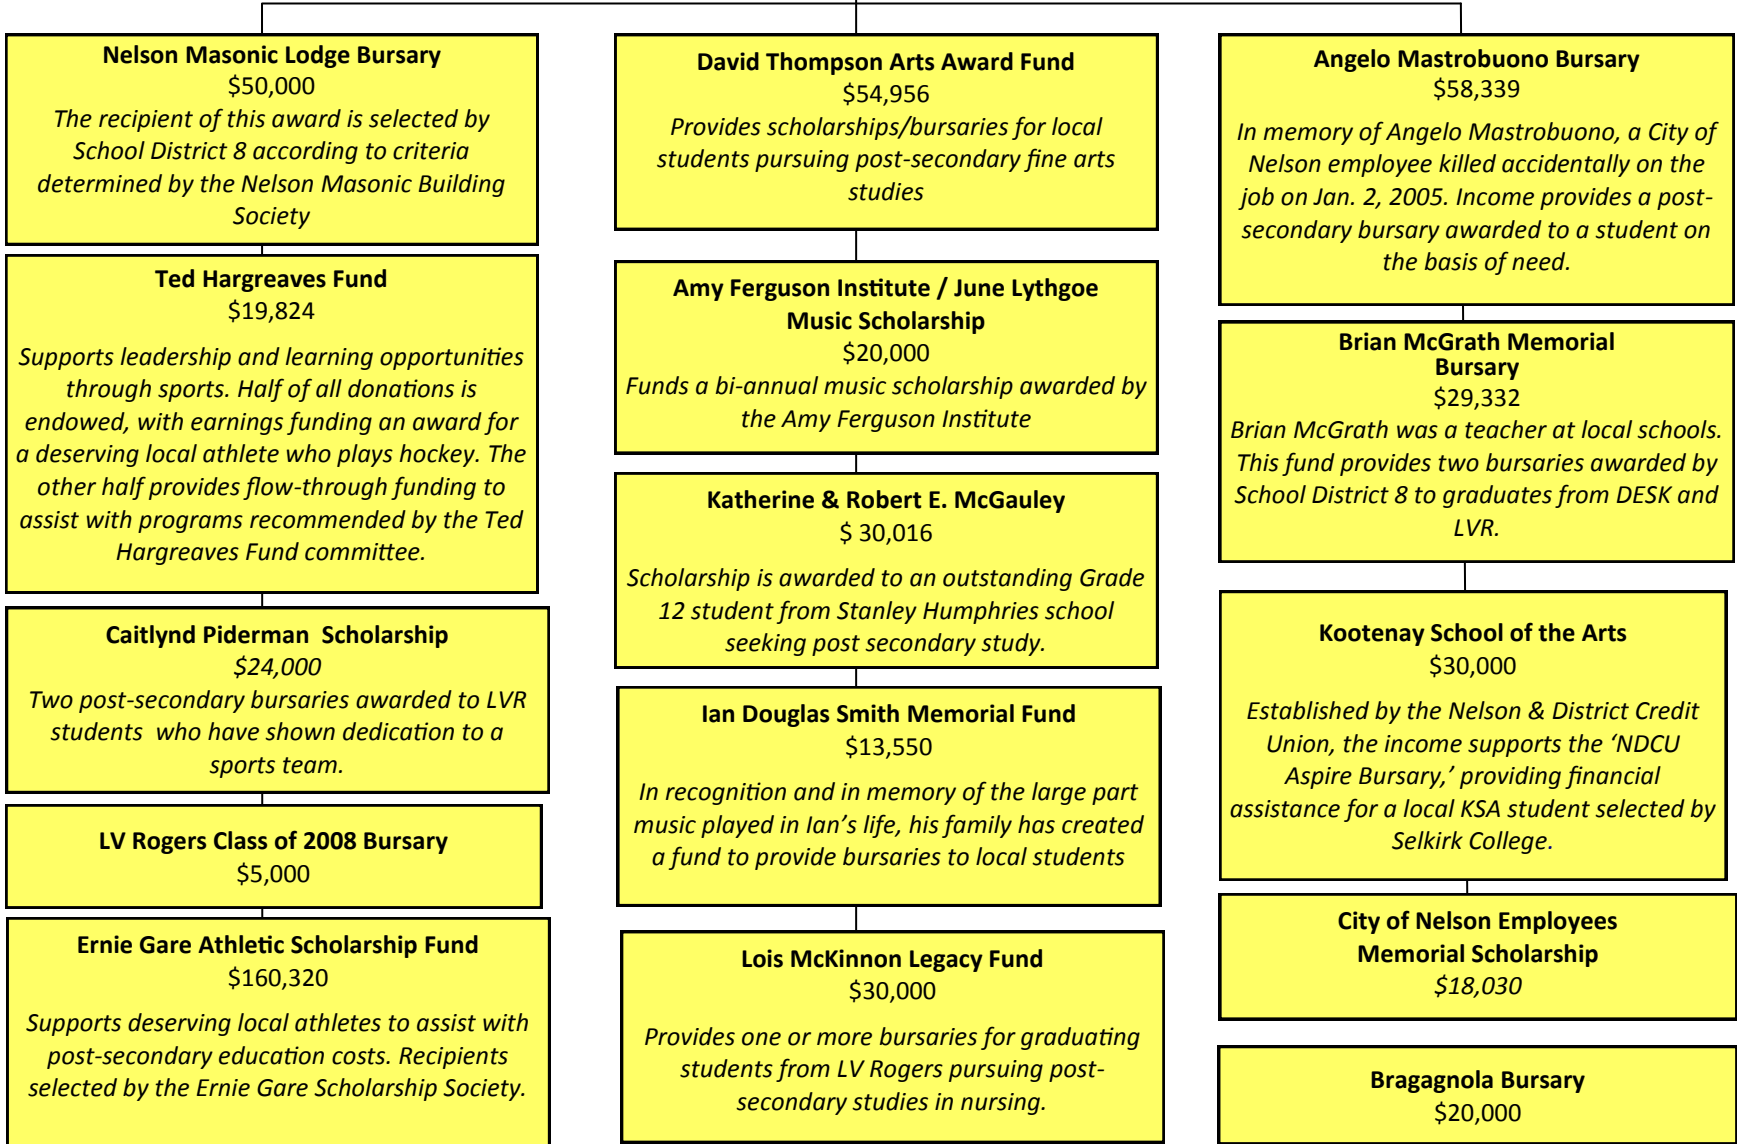 Nelson Masonic Lodge Bursary
$50,000
The recipient of this award is selected by
School District 8 according to criteria
determined by the Nelson Masonic Building
Society
Ted Hargreaves Fund
$19,824
Supports leadership and learning opportunities
through sports. Half of all donations is
endowed, with earnings funding an award for
a deserving local athlete who plays hockey. The
other half provides flow-through funding to
assist with programs recommended by the Ted
Hargreaves Fund committee.
Caitlynd Piderman  Scholarship
$24,000
Two post-secondary bursaries awarded to LVR
students  who have shown dedication to a
sports team.
LV Rogers Class of 2008 Bursary
$5,000
Ernie Gare Athletic Scholarship Fund
$160,320
Supports deserving local athletes to assist with
post-secondary education costs. Recipients
selected by the Ernie Gare Scholarship Society.
David Thompson Arts Award Fund
$54,956
Provides scholarships/bursaries for local
students pursuing post-secondary fine arts
studies
Amy Ferguson Institute / June Lythgoe
Music Scholarship
$20,000
Funds a bi-annual music scholarship awarded by
the Amy Ferguson Institute
Katherine & Robert E. McGauley
$ 30,016
Scholarship is awarded to an outstanding Grade
12 student from Stanley Humphries school
seeking post secondary study.
Ian Douglas Smith Memorial Fund
$13,550
In recognition and in memory of the large part
music played in Ian’s life, his family has created
a fund to provide bursaries to local students
Lois McKinnon Legacy Fund
$30,000
Provides one or more bursaries for graduating
students from LV Rogers pursuing post-
secondary studies in nursing.
Angelo Mastrobuono Bursary
$58,339
In memory of Angelo Mastrobuono, a City of
Nelson employee killed accidentally on the
job on Jan. 2, 2005. Income provides a post-
secondary bursary awarded to a student on
the basis of need.
Brian McGrath Memorial
Bursary
$29,332
Brian McGrath was a teacher at local schools.
This fund provides two bursaries awarded by
School District 8 to graduates from DESK and
LVR.
Kootenay School of the Arts
$30,000
Established by the Nelson & District Credit
Union, the income supports the ‘NDCU
Aspire Bursary,’ providing financial
assistance for a local KSA student selected by
Selkirk College.
City of Nelson Employees
Memorial Scholarship
$18,030
Bragagnola Bursary
$20,000